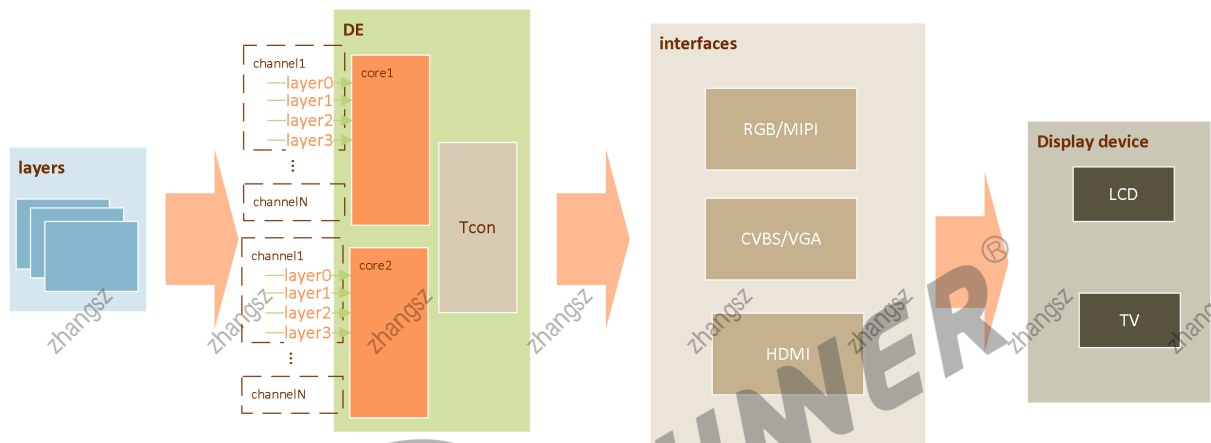 layers
channel1
layer0
layer1
layer2
layer3
channelN
channel1
layer0
layer1
layer2
layer3
channelN
DE
core1
core2
Tcon
interfaces
RGB/MIPI
CVBS/VGA
HDMI
Display device
LCD
TV
zhangsz
zhangsz
zhangsz
zhangsz
zhangsz
zhangsz
zhangsz
zhangsz
®